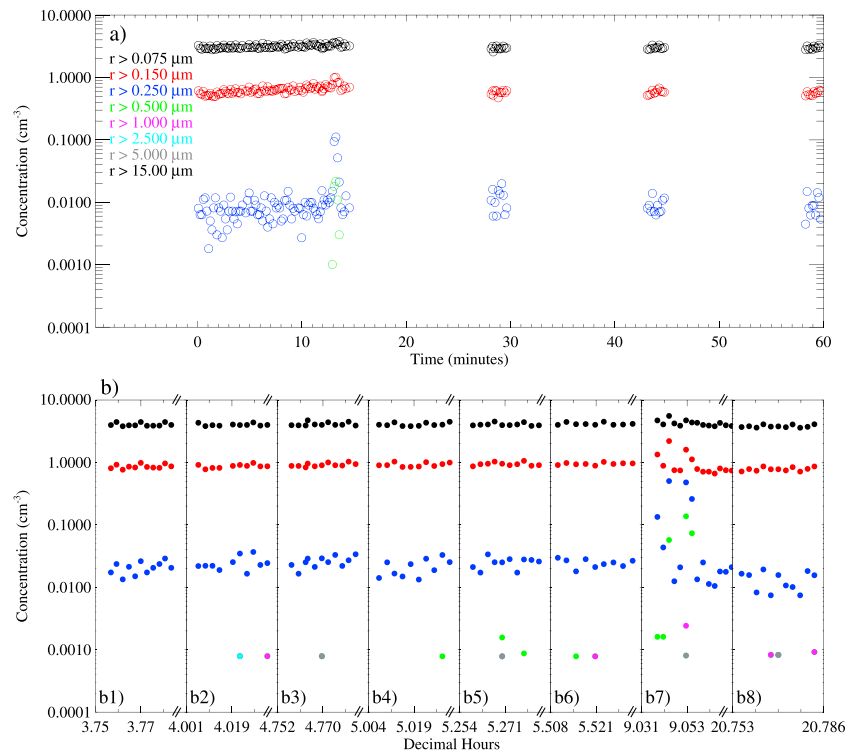 a)
10.0000
1.0000
0.1000
0.0100
0.0010
0.0001
Concentration (cm-3)
r > 0.075 µm
r > 0.150 µm
r > 0.250 µm
r > 0.500 µm
r > 1.000 µm
r > 2.500 µm
r > 5.000 µm
r > 15.00 µm
0 10 20 30 40 50 60
Time (minutes)
b)
10.0000
1.0000
0.1000
0.0100
0.0010
0.0001
Concentration (cm-3)
b1) b2) b3) b4) b5) b6) b7) b8)
3.75 3.77 4.001 4.019 4.752 4.770 5.004 5.019 5.254 5.271 5.508 5.521 9.031 9.053 20.753 20.786
Decimal Hours